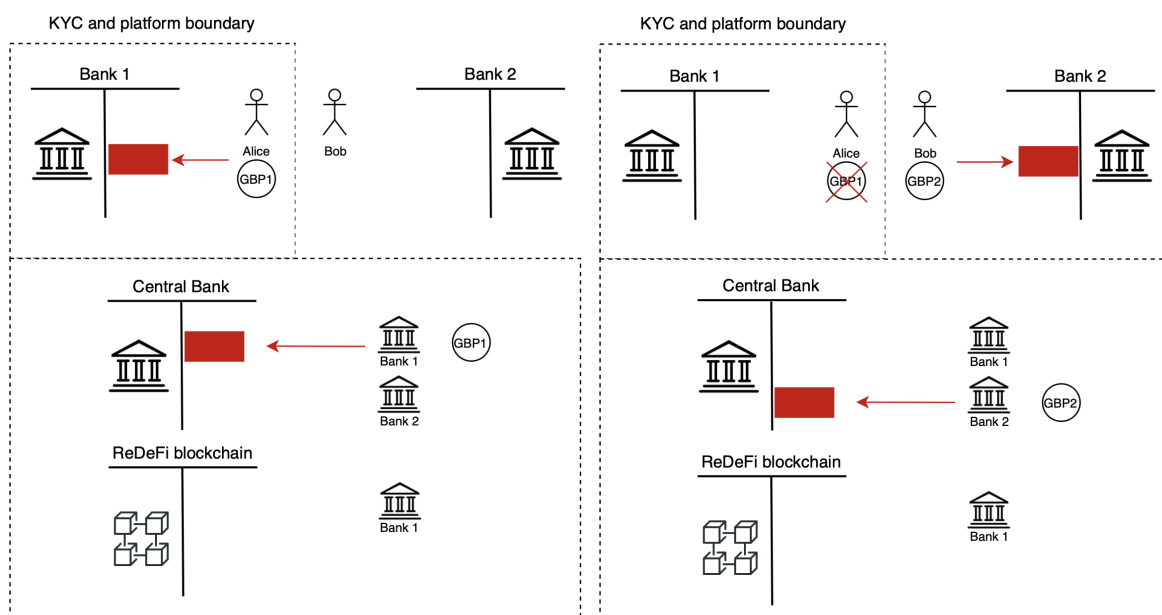 KYC and platform boundary
Bank 1
Bank 2
Alice
Bob
GBP1
Central Bank
GBP1
Bank 1
Bank 2
ReDeFi blockchain
Bank 1
KYC and platform boundary
Bank 1
Bank 2
Alice
Bob
GBP1
GBP2
Central Bank
Bank 1
GBP2
Bank 2
ReDeFi blockchain
Bank 1